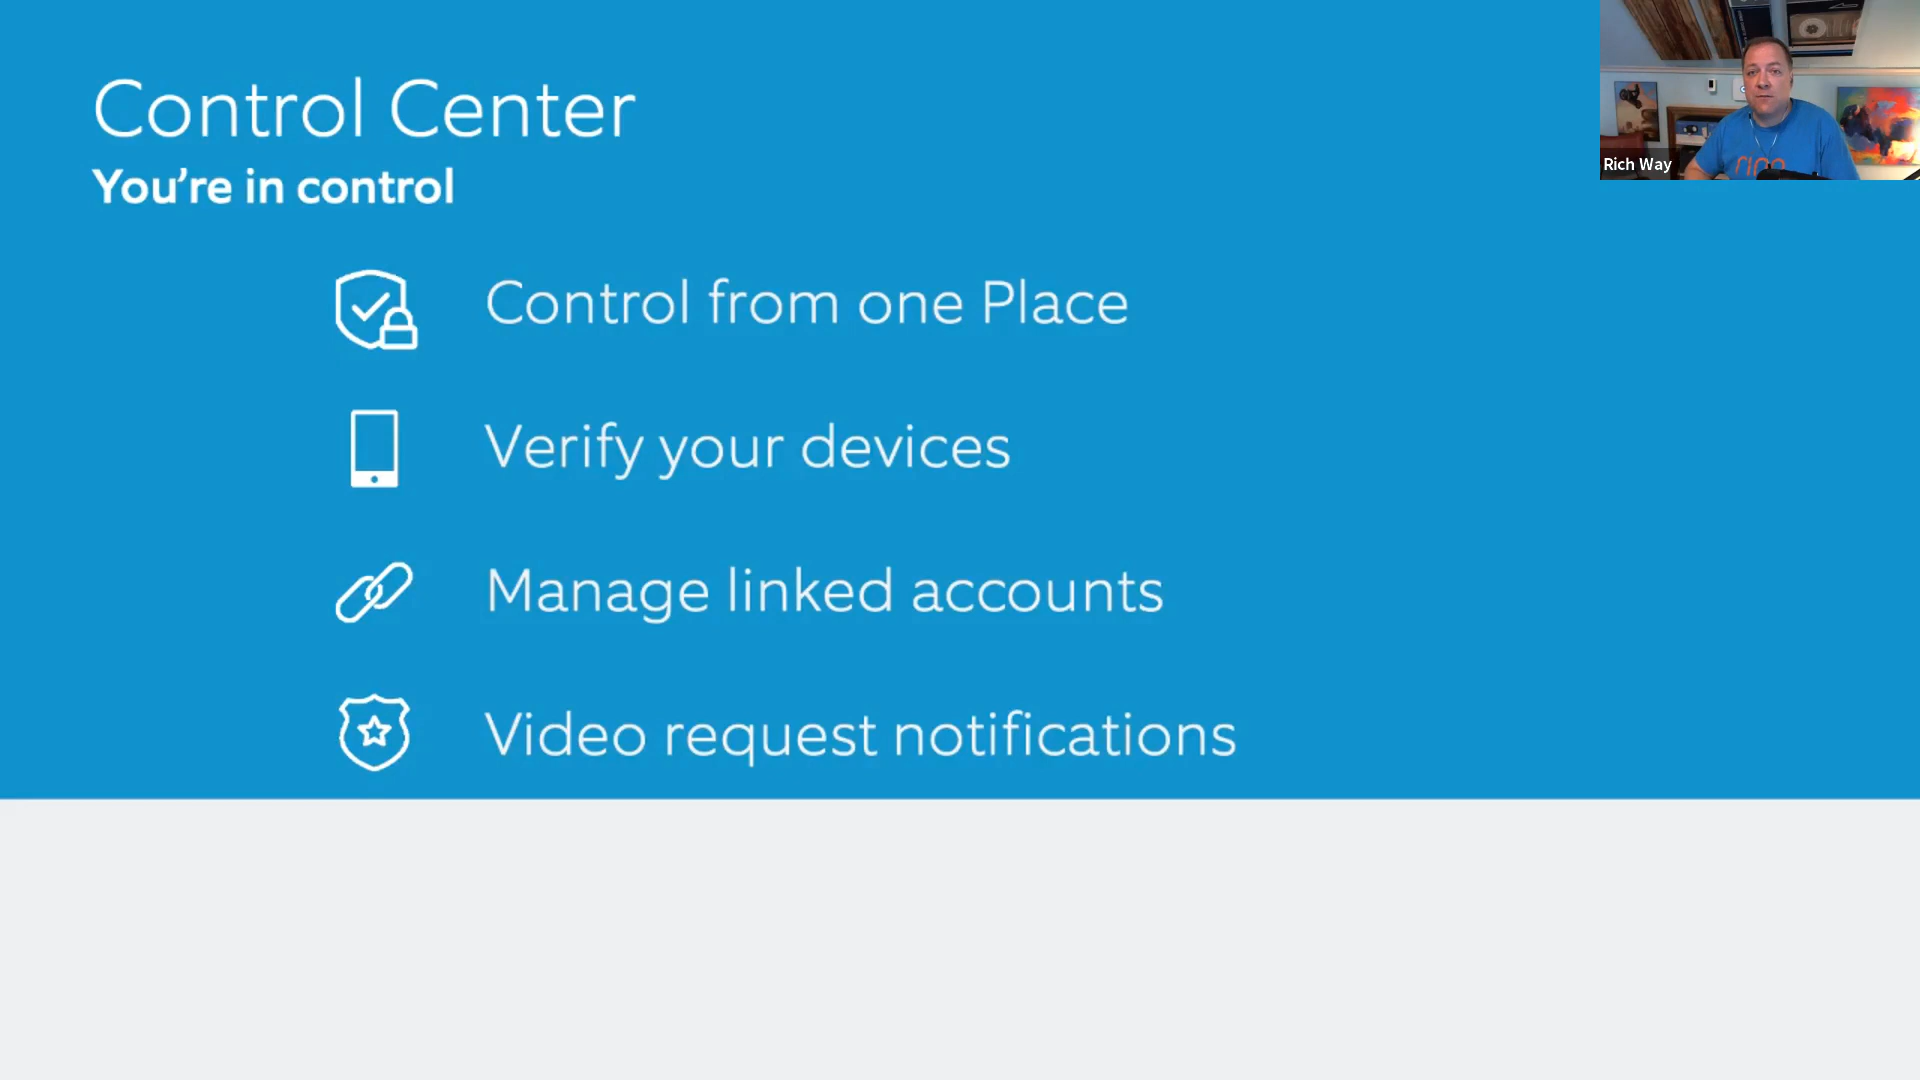 Control Center
You're in control
Control from one Place
Verify your devices
Manage linked accounts
Video request notifications
Rich Way
ring